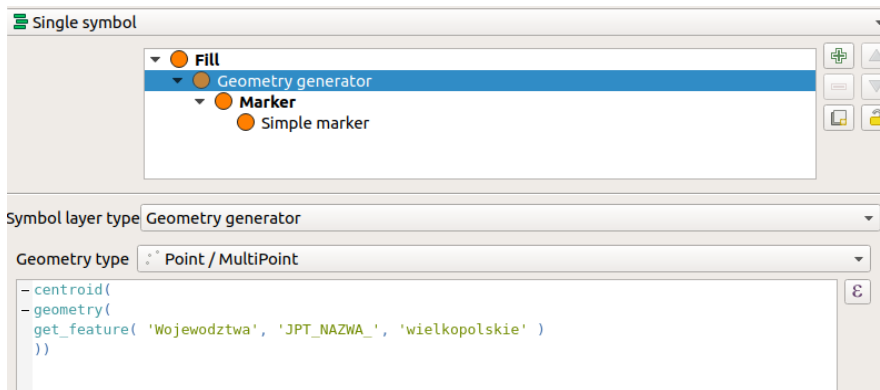 Single symbol
Fill
Geometry generator
Marker
Simple marker
Symbol layer type Geometry generator
Geometry type Point / MultiPoint
centroid(
geometry(
get_feature( 'Wojewodztwa', 'JPT_NAZWA_', 'wielkopolskie' )
))
ε